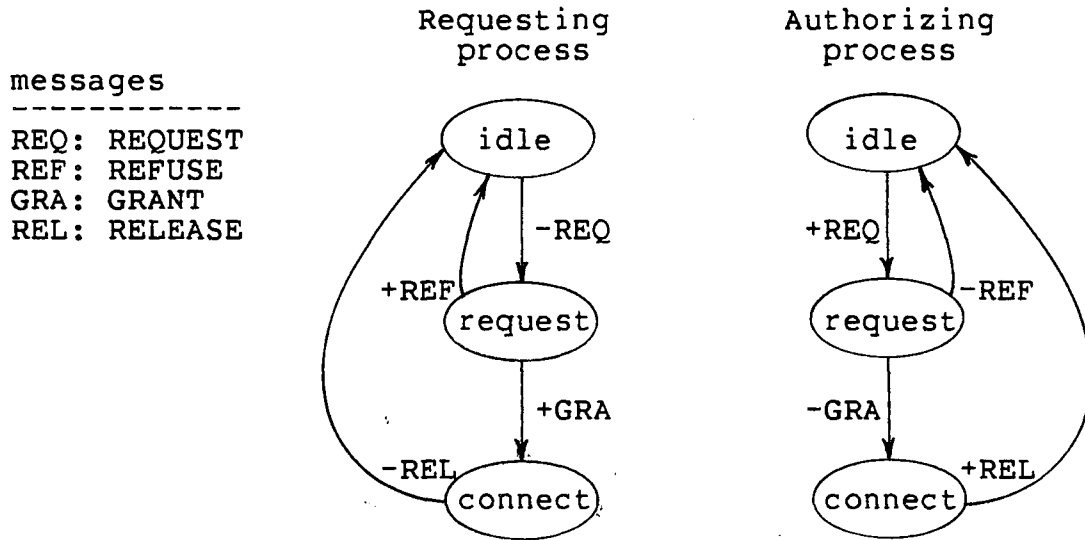 messages
------------
REQ: REQUEST
REF: REFUSE
GRA: GRANT
REL: RELEASE
Requesting
process
idle
-REQ
+REF
request
+GRA
-REL
connect
Authorizing
process
idle
+REQ
-REF
request
-GRA
+REL
connect